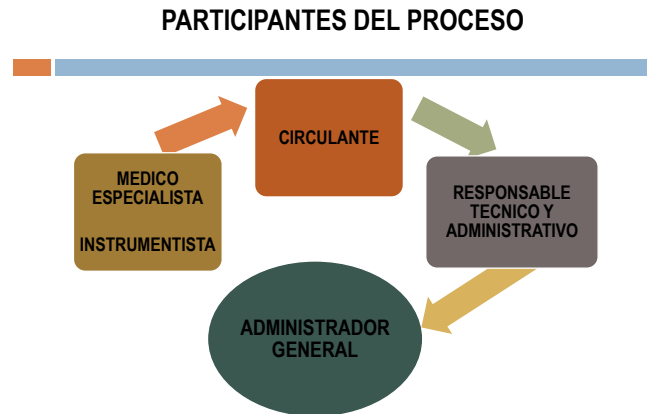 PARTICIPANTES DEL PROCESO
CIRCULANTE
MEDICO
ESPECIALISTA
INSTRUMENTISTA
RESPONSABLE
TECNICO Y
ADMINISTRATIVO
ADMINISTRADOR
GENERAL